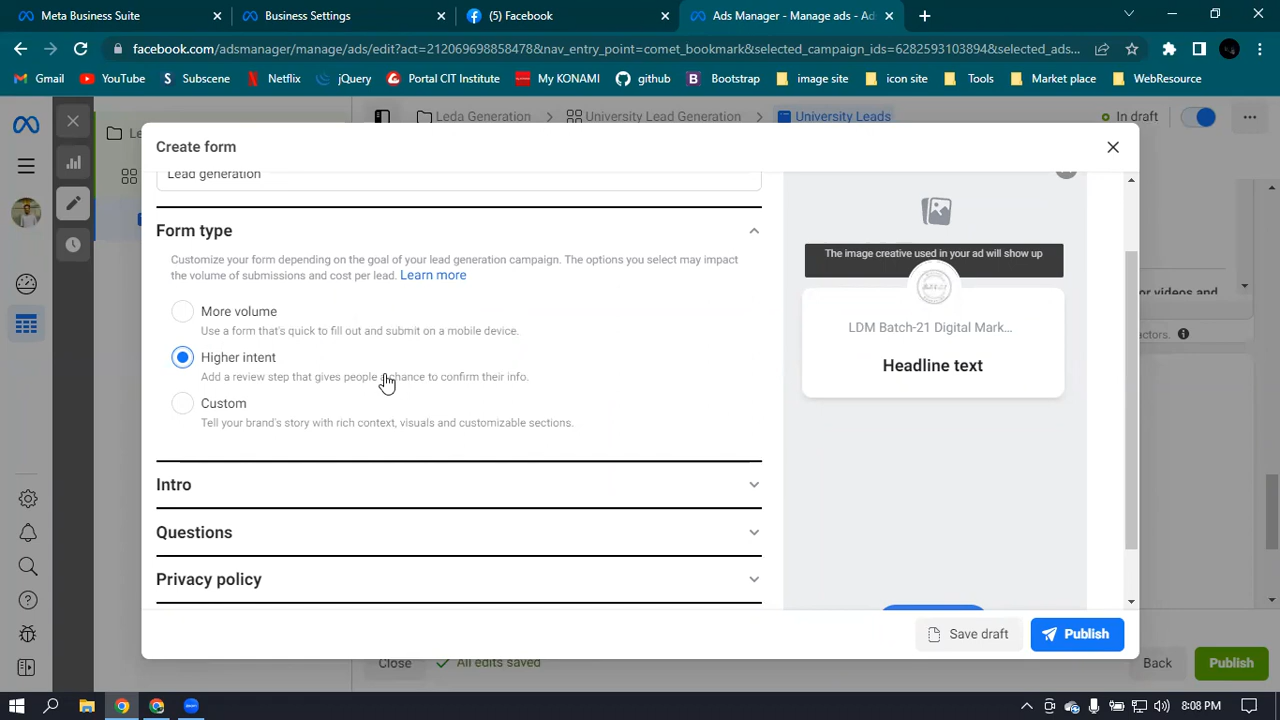 Meta Business Suite
Business Settings
(5) Facebook
Ads Manager - Manage ads - Ad
facebook.com/adsmanager/manage/ads/edit?act=2120696988584788&nav_entry_point=comet_bookmark&selected_campaign_ids=62825931038948&selected_ads...
Gmail
YouTube
Subscene
Netflix
jQuery
Portal CIT Institute
My KONAMI
github
Bootstrap
image site
icon site
Tools
Market place
WebResource
Le
Leda Generation
University Lead Generation
University Leads
In draft
Create form
Lead generation
Form type
Customize your form depending on the goal of your lead generation campaign. The options you select may impact
the volume of submissions and cost per lead. Learn more
More volume
Use a form that's quick to fill out and submit on a mobile device.
Higher intent
Add a review step that gives people a chance to confirm their info.
Custom
Tell your brand's story with rich context, visuals and customizable sections.
Intro
Questions
Privacy policy
The image creative used in your ad will show up
LDM Batch-21 Digital Mark...
Headline text
or videos and
actors.
Save draft
Publish
Close
All edits saved
Back
Publish
8:08 PM